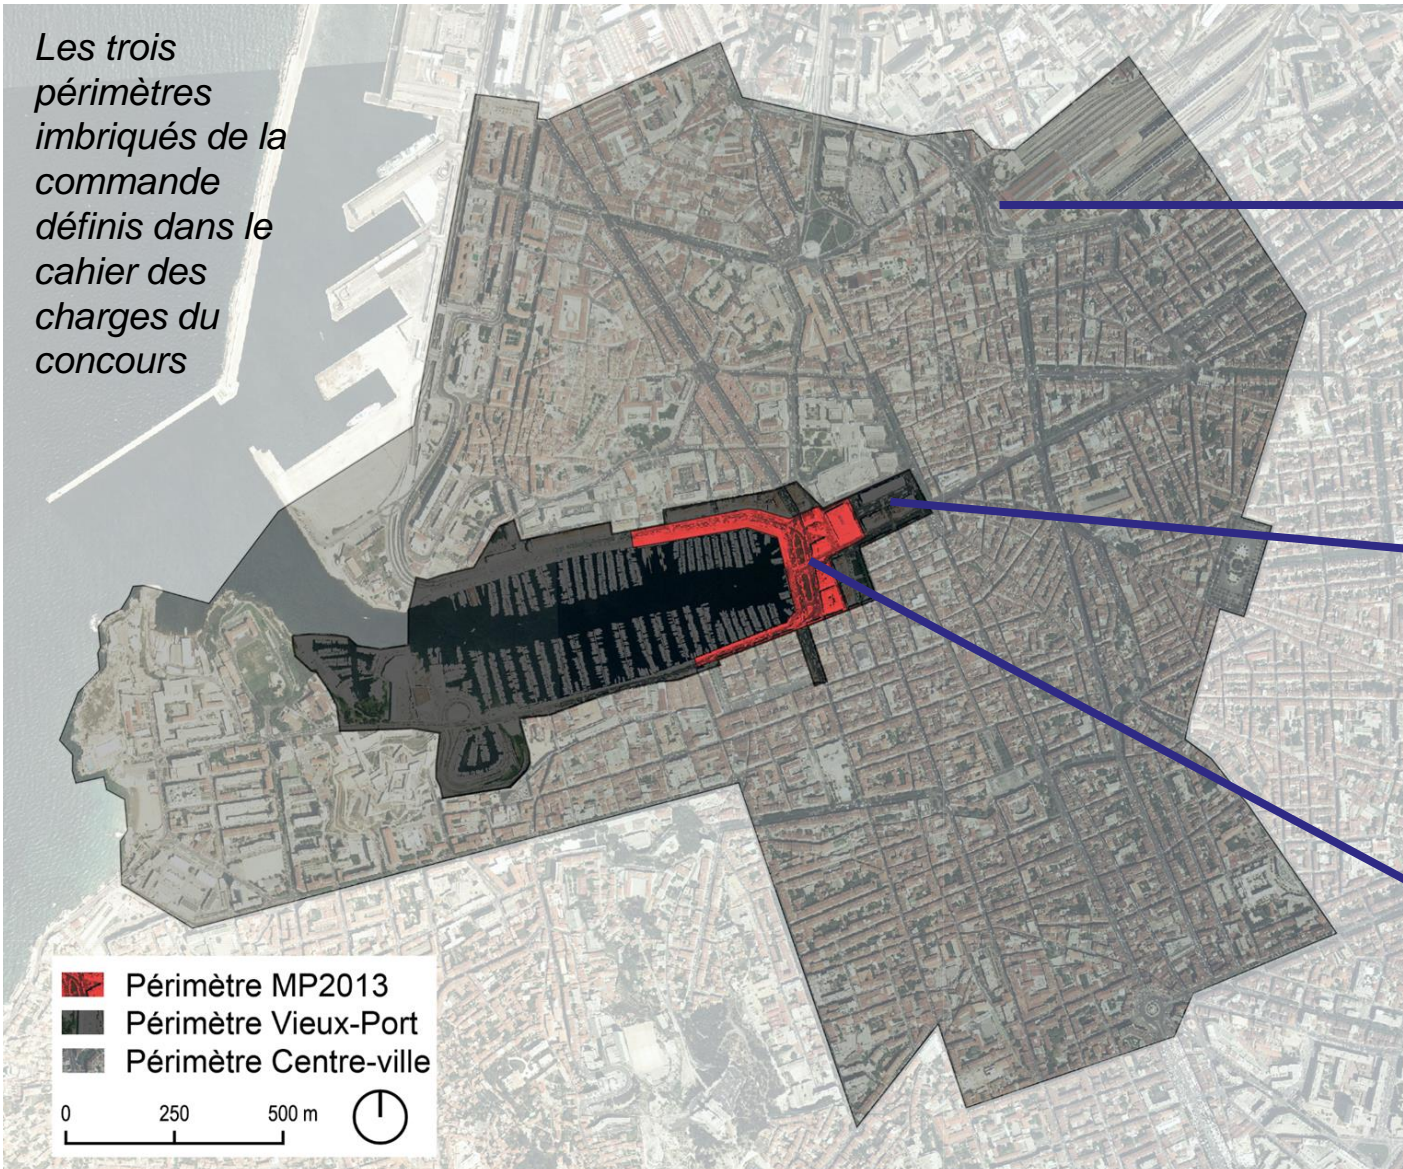 Les trois
périmètres
imbriqués de la
commande
définis dans le
cahier des
charges du
concours
Périmètre MP2013
Périmètre Vieux-Port
Périmètre Centre-ville
0 250 500 m